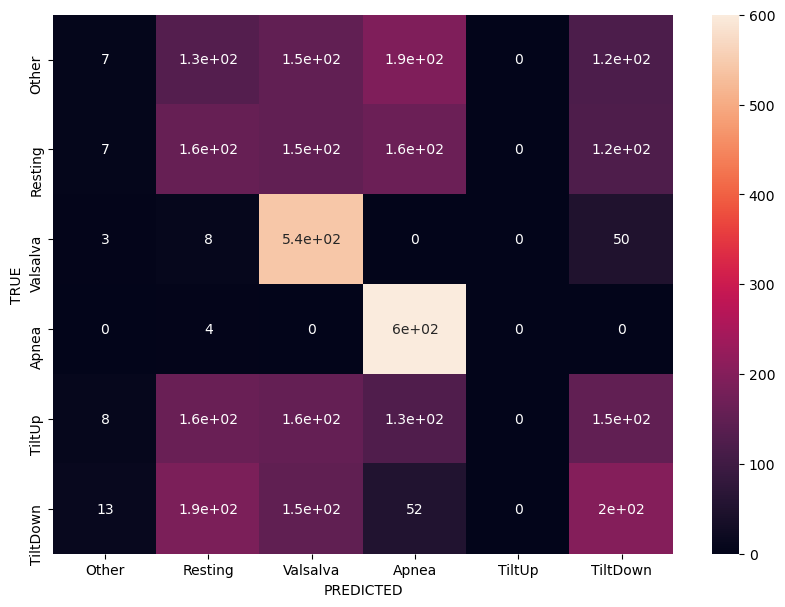 TRUE
Other 7 1.3e+02 1.5e+02 1.9e+02 0 1.2e+02
Resting 7 1.6e+02 1.5e+02 1.6e+02 0 1.2e+02
Valsalva 3 8 5.4e+02 0 0 50
Apnea 0 4 0 6e+02 0 0
TiltUp 8 1.6e+02 1.6e+02 1.3e+02 0 1.5e+02
TiltDown 13 1.9e+02 1.5e+02 52 0 2e+02
Other Resting Valsalva Apnea TiltUp TiltDown
PREDICTED
600
500
400
300
200
100
0